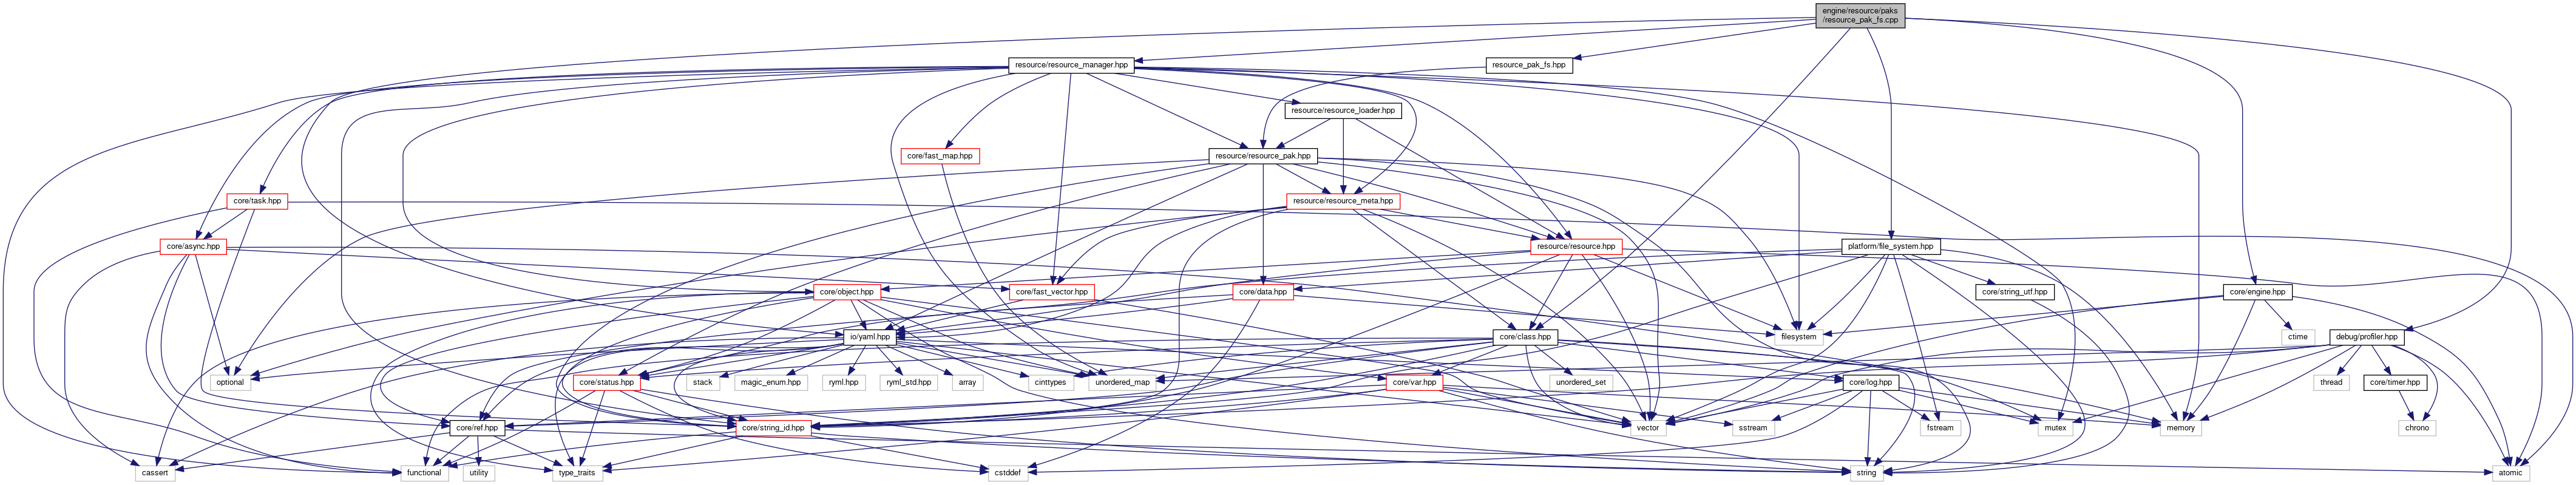 engine/resource/paks
/resource_pak_fs.cpp
resource/resource_manager.hpp
resource_pak_fs.hpp
resource/resource_loader.hpp
core/fast_map.hpp
resource/resource_pak.hpp
core/task.hpp
resource/resource_meta.hpp
core/async.hpp
resource/resource.hpp
platform/file_system.hpp
core/object.hpp
core/fast_vector.hpp
core/data.hpp
core/string_utf.hpp
core/engine.hpp
io/yaml.hpp
core/class.hpp
filesystem
ctime
debug/profiler.hpp
optional
core/status.hpp
stack
magic_enum.hpp
ryml.hpp
ryml_std.hpp
array
cinttypes
unordered_map
core/var.hpp
unordered_set
core/log.hpp
thread
core/timer.hpp
core/ref.hpp
core/string_id.hpp
vector
sstream
fstream
mutex
memory
chrono
cassert
functional
utility
type_traits
cstddef
string
atomic